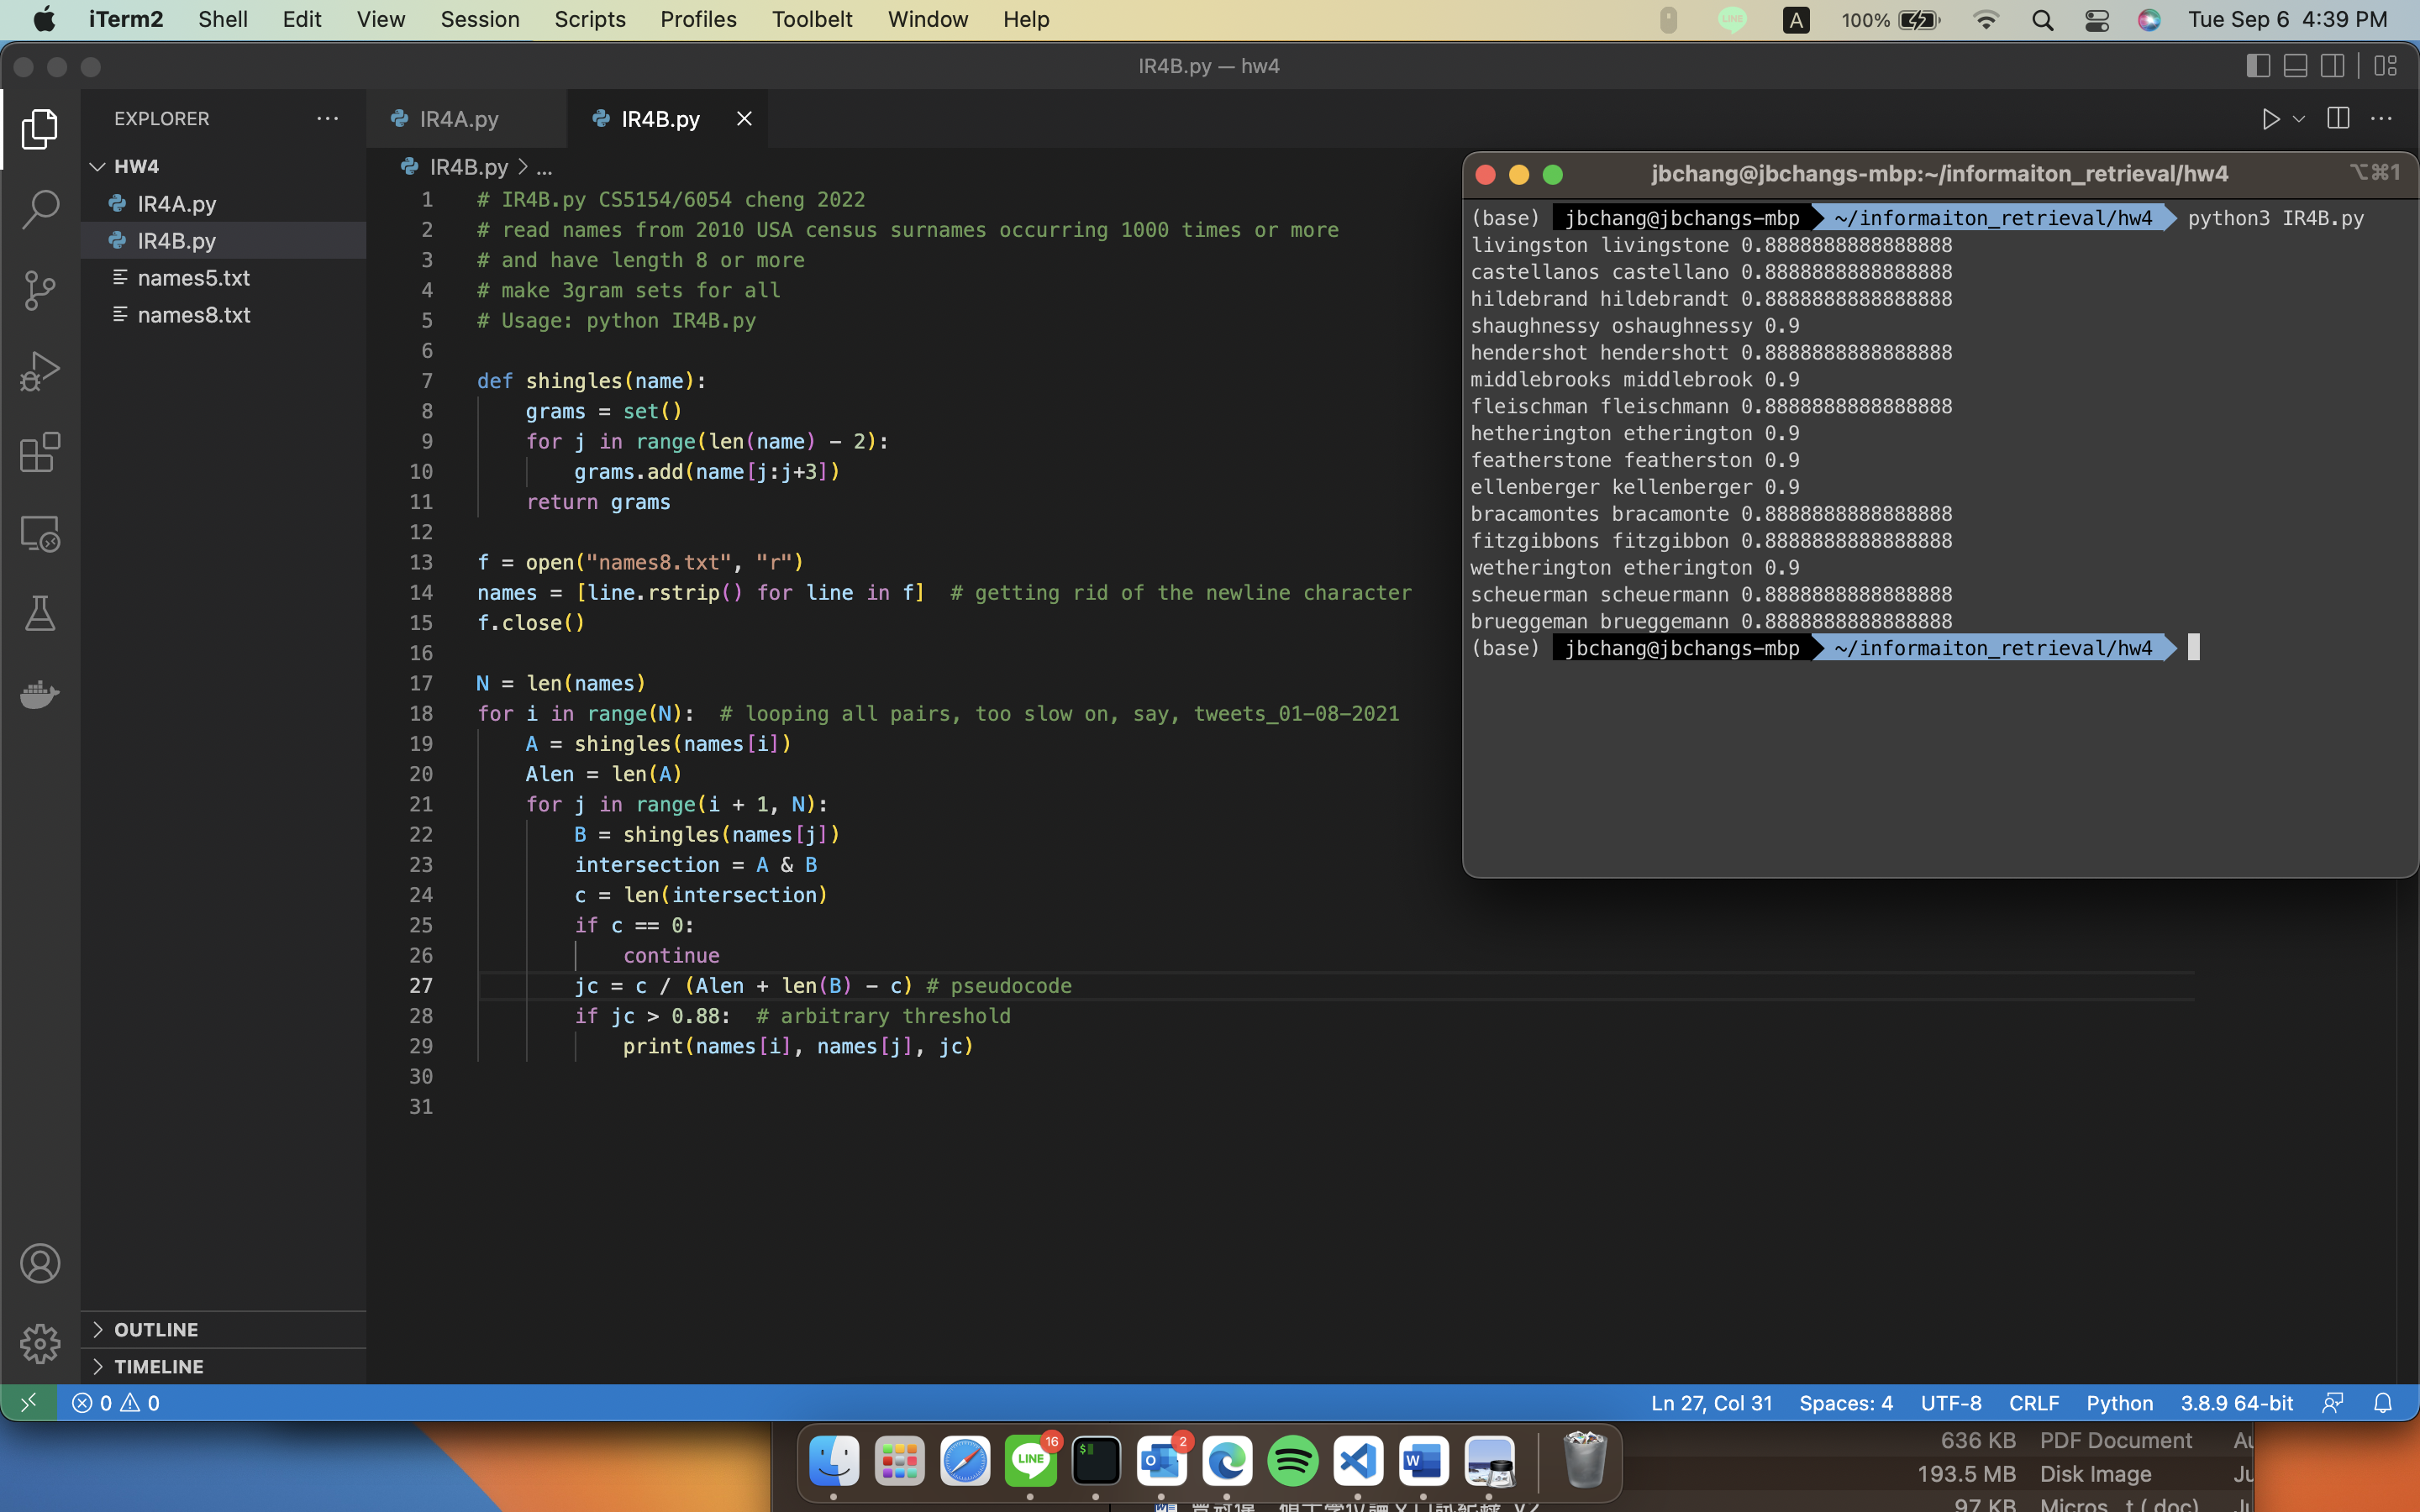 iTerm2 Shell Edit View Session Scripts Profiles Toolbelt Window Help LINE A 100% Tue Sep 6 4:39 PM
IR4B.py — hw4
EXPLORER
HW4
IR4A.py
IR4B.py
names5.txt
names8.txt
OUTLINE
TIMELINE
IR4A.py IR4B.py
IR4B.py > ...
1 # IR4B.py CS5154/6054 cheng 2022
2 # read names from 2010 USA census surnames occurring 1000 times or more
3 # and have length 8 or more
4 # make 3gram sets for all
5 # Usage: python IR4B.py
6
7 def shingles(name):
8 grams = set()
9 for j in range(len(name) - 2):
10 grams.add(name[j:j+3])
11 return grams
12
13 f = open("names8.txt", "r")
14 names = [line.rstrip() for line in f]  # getting rid of the newline character
15 f.close()
16
17 N = len(names)
18 for i in range(N):  # looping all pairs, too slow on, say, tweets_01-08-2021
19 A = shingles(names[i])
20 Alen = len(A)
21 for j in range(i + 1, N):
22 B = shingles(names[j])
23 intersection = A & B
24 c = len(intersection)
25 if c == 0:
26 continue
27 jc = c / (Alen + len(B) - c) # pseudocode
28 if jc > 0.88:  # arbitrary threshold
29 print(names[i], names[j], jc)
30
31
jbchang@jbchangs-mbp:~/informaiton_retrieval/hw4 ⌥⌘1
(base) jbchang@jbchangs-mbp ~/informaiton_retrieval/hw4 python3 IR4B.py
livingston livingstone 0.8888888888888888
castellanos castellano 0.8888888888888888
hildebrand hildebrandt 0.8888888888888888
shaughnessy oshaughnessy 0.9
hendershot hendershott 0.8888888888888888
middlebrooks middlebrook 0.9
fleischman fleischmann 0.8888888888888888
hetherington etherington 0.9
featherstone featherston 0.9
ellenberger kellenberger 0.9
bracamontes bracamonte 0.8888888888888888
fitzgibbons fitzgibbon 0.8888888888888888
wetherington etherington 0.9
scheuerman scheuermann 0.8888888888888888
brueggeman brueggemann 0.8888888888888888
(base) jbchang@jbchangs-mbp ~/informaiton_retrieval/hw4
0 0 Ln 27, Col 31 Spaces: 4 UTF-8 CRLF Python 3.8.9 64-bit
LINE 16 2
636 KB PDF Document
193.5 MB Disk Image
97 KB Micros...t (.doc)